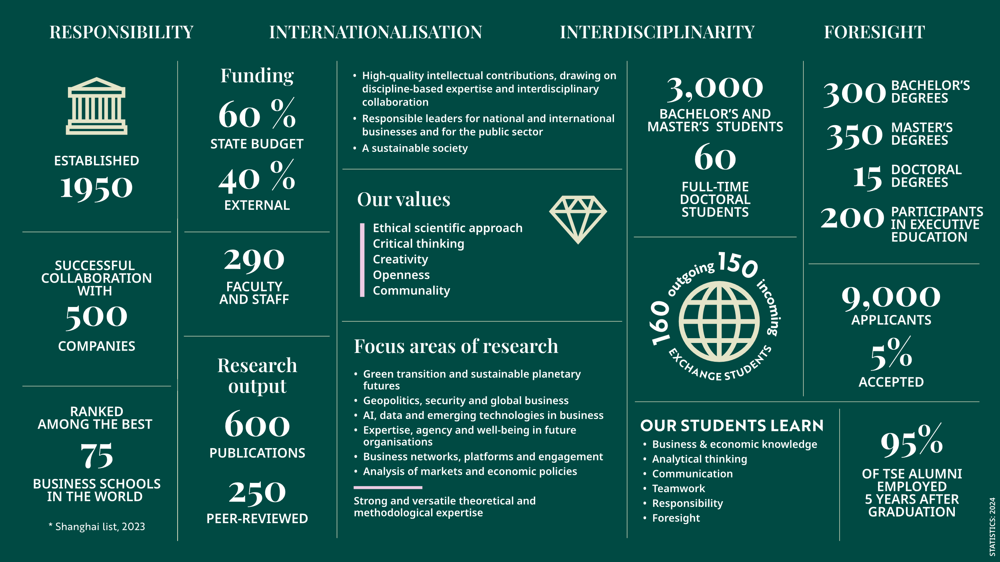 RESPONSIBILITY
INTERNATIONALISATION
INTERDISCIPLINARITY
FORESIGHT
ESTABLISHED
1950
SUCCESSFUL
COLLABORATION
WITH
500
COMPANIES
RANKED
AMONG THE BEST
75
BUSINESS SCHOOLS
IN THE WORLD
* Shanghai list, 2023
Funding
60 %
STATE BUDGET
40 %
EXTERNAL
290
FACULTY
AND STAFF
Research
output
600
PUBLICATIONS
250
PEER-REVIEWED
• High-quality intellectual contributions, drawing on
discipline-based expertise and interdisciplinary
collaboration
• Responsible leaders for national and international
businesses and for the public sector
• A sustainable society
Our values
Ethical scientific approach
Critical thinking
Creativity
Openness
Communality
Focus areas of research
• Green transition and sustainable planetary
futures
• Geopolitics, security and global business
• AI, data and emerging technologies in business
• Expertise, agency and well-being in future
organisations
• Business networks, platforms and engagement
• Analysis of markets and economic policies
Strong and versatile theoretical and
methodological expertise
3,000
BACHELOR'S AND
MASTER'S STUDENTS
60
FULL-TIME
DOCTORAL
STUDENTS
160 outgoing
150 incoming
EXCHANGE STUDENTS
300 BACHELOR'S
DEGREES
350 MASTER'S
DEGREES
15 DOCTORAL
DEGREES
200 PARTICIPANTS
IN EXECUTIVE
EDUCATION
9,000
APPLICANTS
5%
ACCEPTED
OUR STUDENTS LEARN
• Business & economic knowledge
• Analytical thinking
• Communication
• Teamwork
• Responsibility
• Foresight
95%
OF TSE ALUMNI
EMPLOYED
5 YEARS AFTER
GRADUATION
STATISTICS: 2024